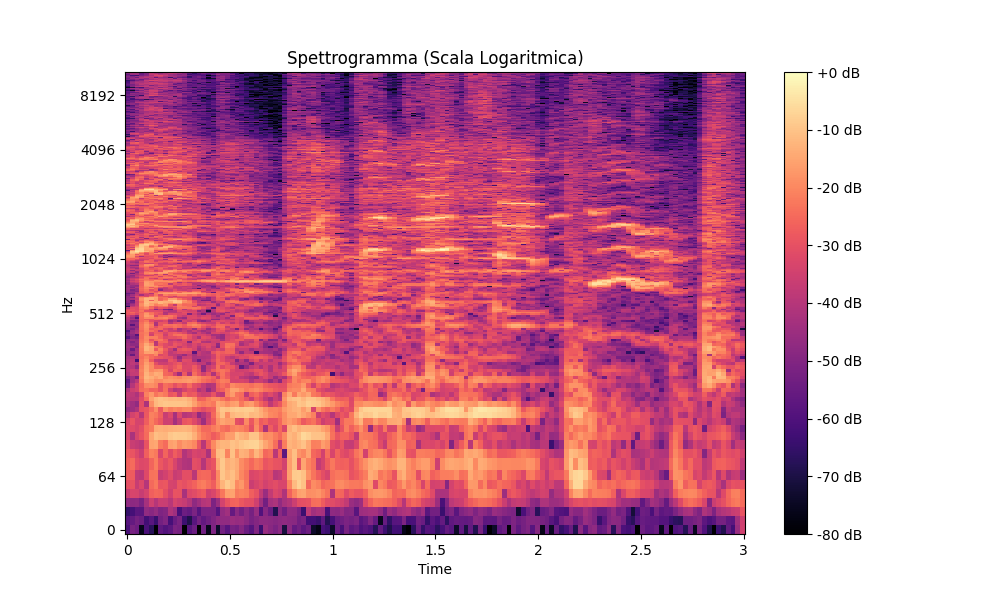 Spettrogramma (Scala Logaritmica)
Hz
8192
4096
2048
1024
512
256
128
64
0
0
0.5
1
1.5
2
2.5
3
Time
+0 dB
-10 dB
-20 dB
-30 dB
-40 dB
-50 dB
-60 dB
-70 dB
-80 dB